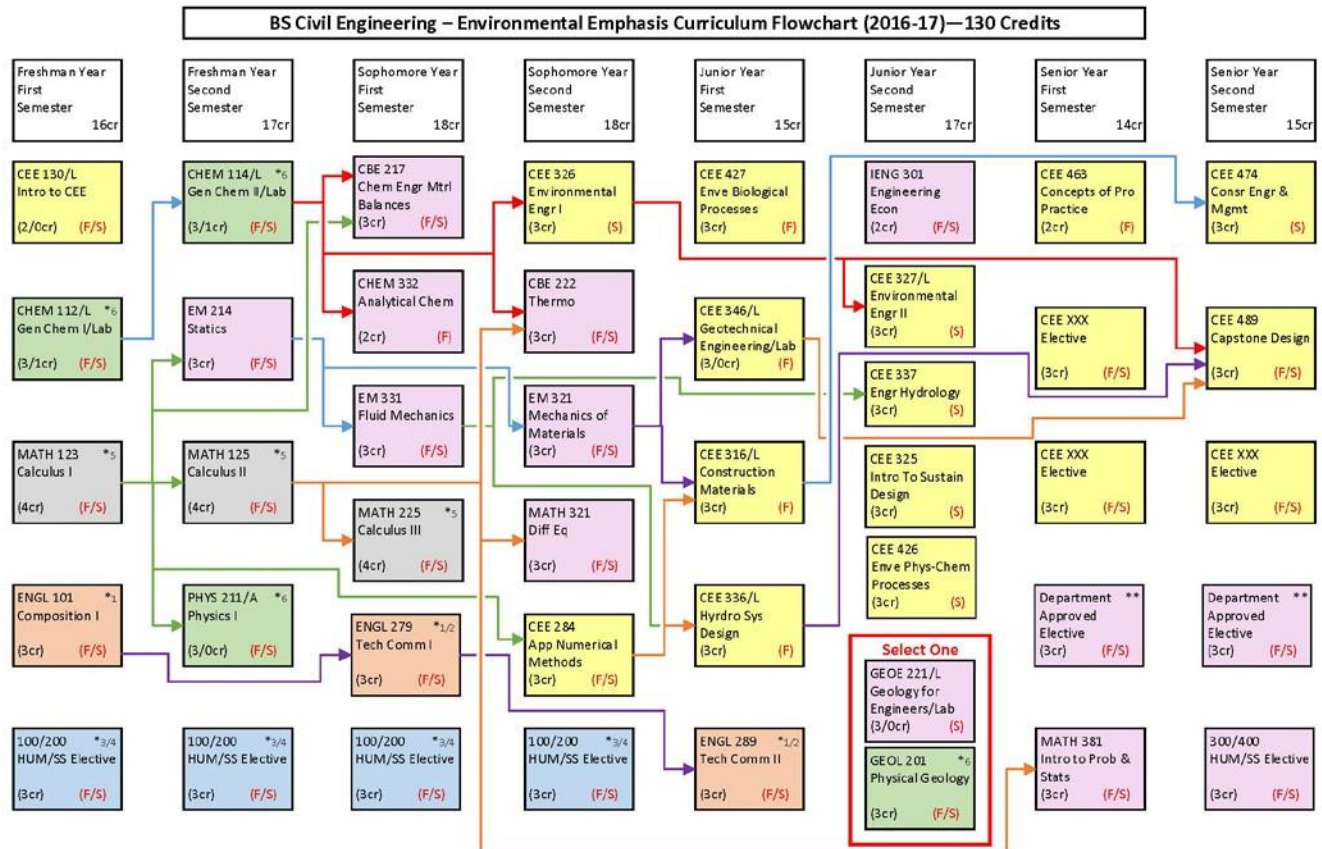 BS Civil Engineering – Environmental Emphasis Curriculum Flowchart (2016-17)—130 Credits
Freshman Year
First
Semester
16cr
Freshman Year
Second
Semester
17cr
Sophomore Year
First
Semester
18cr
Sophomore Year
Second
Semester
18cr
Junior Year
First
Semester
15cr
Junior Year
Second
Semester
17cr
Senior Year
First
Semester
14cr
Senior Year
Second
Semester
15cr
CEE 130/L
Intro to CEE
(2/0cr) (F/S)
CHEM 112/L *6
Gen Chem I/Lab
(3/1cr) (F/S)
MATH 123 *5
Calculus I
(4cr) (F/S)
ENGL 101 *1
Composition I
(3cr) (F/S)
100/200 *3/4
HUM/SS Elective
(3cr) (F/S)
CHEM 114/L *6
Gen Chem II/Lab
(3/1cr) (F/S)
EM 214
Statics
(3cr) (F/S)
MATH 125 *5
Calculus II
(4cr) (F/S)
PHYS 211/A *6
Physics I
(3/0cr) (F/S)
100/200 *3/4
HUM/SS Elective
(3cr) (F/S)
CBE 217
Chem Engr Mtrl
Balances
(3cr) (F/S)
CHEM 332
Analytical Chem
(2cr) (F)
EM 331
Fluid Mechanics
(3cr) (F/S)
MATH 225 *5
Calculus III
(4cr) (F/S)
ENGL 279 *1/2
Tech Comm I
(3cr) (F/S)
100/200 *3/4
HUM/SS Elective
(3cr) (F/S)
CEE 326
Environmental
Engr I
(3cr) (S)
CBE 222
Thermo
(3cr) (F/S)
EM 321
Mechanics of
Materials
(3cr) (F/S)
MATH 321
Diff Eq
(3cr) (F/S)
CEE 284
App Numerical
Methods
(3cr) (F/S)
100/200 *3/4
HUM/SS Elective
(3cr) (F/S)
CEE 427
Enve Biological
Processes
(3cr) (F)
CEE 346/L
Geotechnical
Engineering/Lab
(3/0cr) (F)
CEE 316/L
Construction
Materials
(3cr) (F)
CEE 336/L
Hyrdro Sys
Design
(3cr) (F)
ENGL 289 *1/2
Tech Comm II
(3cr) (F/S)
IENG 301
Engineering
Econ
(2cr) (F/S)
CEE 327/L
Environmental
Engr II
(3cr) (S)
CEE 337
Engr Hydrology
(3cr) (S)
CEE 325
Intro To Sustain
Design
(3cr) (S)
CEE 426
Enve Phys-Chem
Processes
(3cr) (S)
Select One
GEOE 221/L
Geology for
Engineers/Lab
(3/0cr) (S)
GEOL 201 *6
Physical Geology
(3cr) (F/S)
CEE 463
Concepts of Pro
Practice
(2cr) (F)
CEE XXX
Elective
(3cr) (F/S)
CEE XXX
Elective
(3cr) (F/S)
Department **
Approved
Elective
(3cr) (F/S)
MATH 381
Intro to Prob &
Stats
(3cr) (F/S)
CEE 474
Consr Engr &
Mgmt
(3cr) (S)
CEE 489
Capstone Design
(3cr) (F/S)
CEE XXX
Elective
(3cr) (F/S)
Department **
Approved
Elective
(3cr) (F/S)
300/400
HUM/SS Elective
(3cr) (F/S)